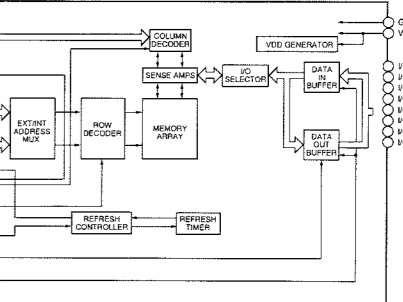 COLUMN
DECODER
VDD GENERATOR
G
V
SENSE AMPS
I/O
SELECTOR
DATA
IN
BUFFER
EXT/INT
ADDRESS
MUX
ROW
DECODER
MEMORY
ARRAY
DATA
OUT
BUFFER
REFRESH
CONTROLLER
REFRESH
TIMER